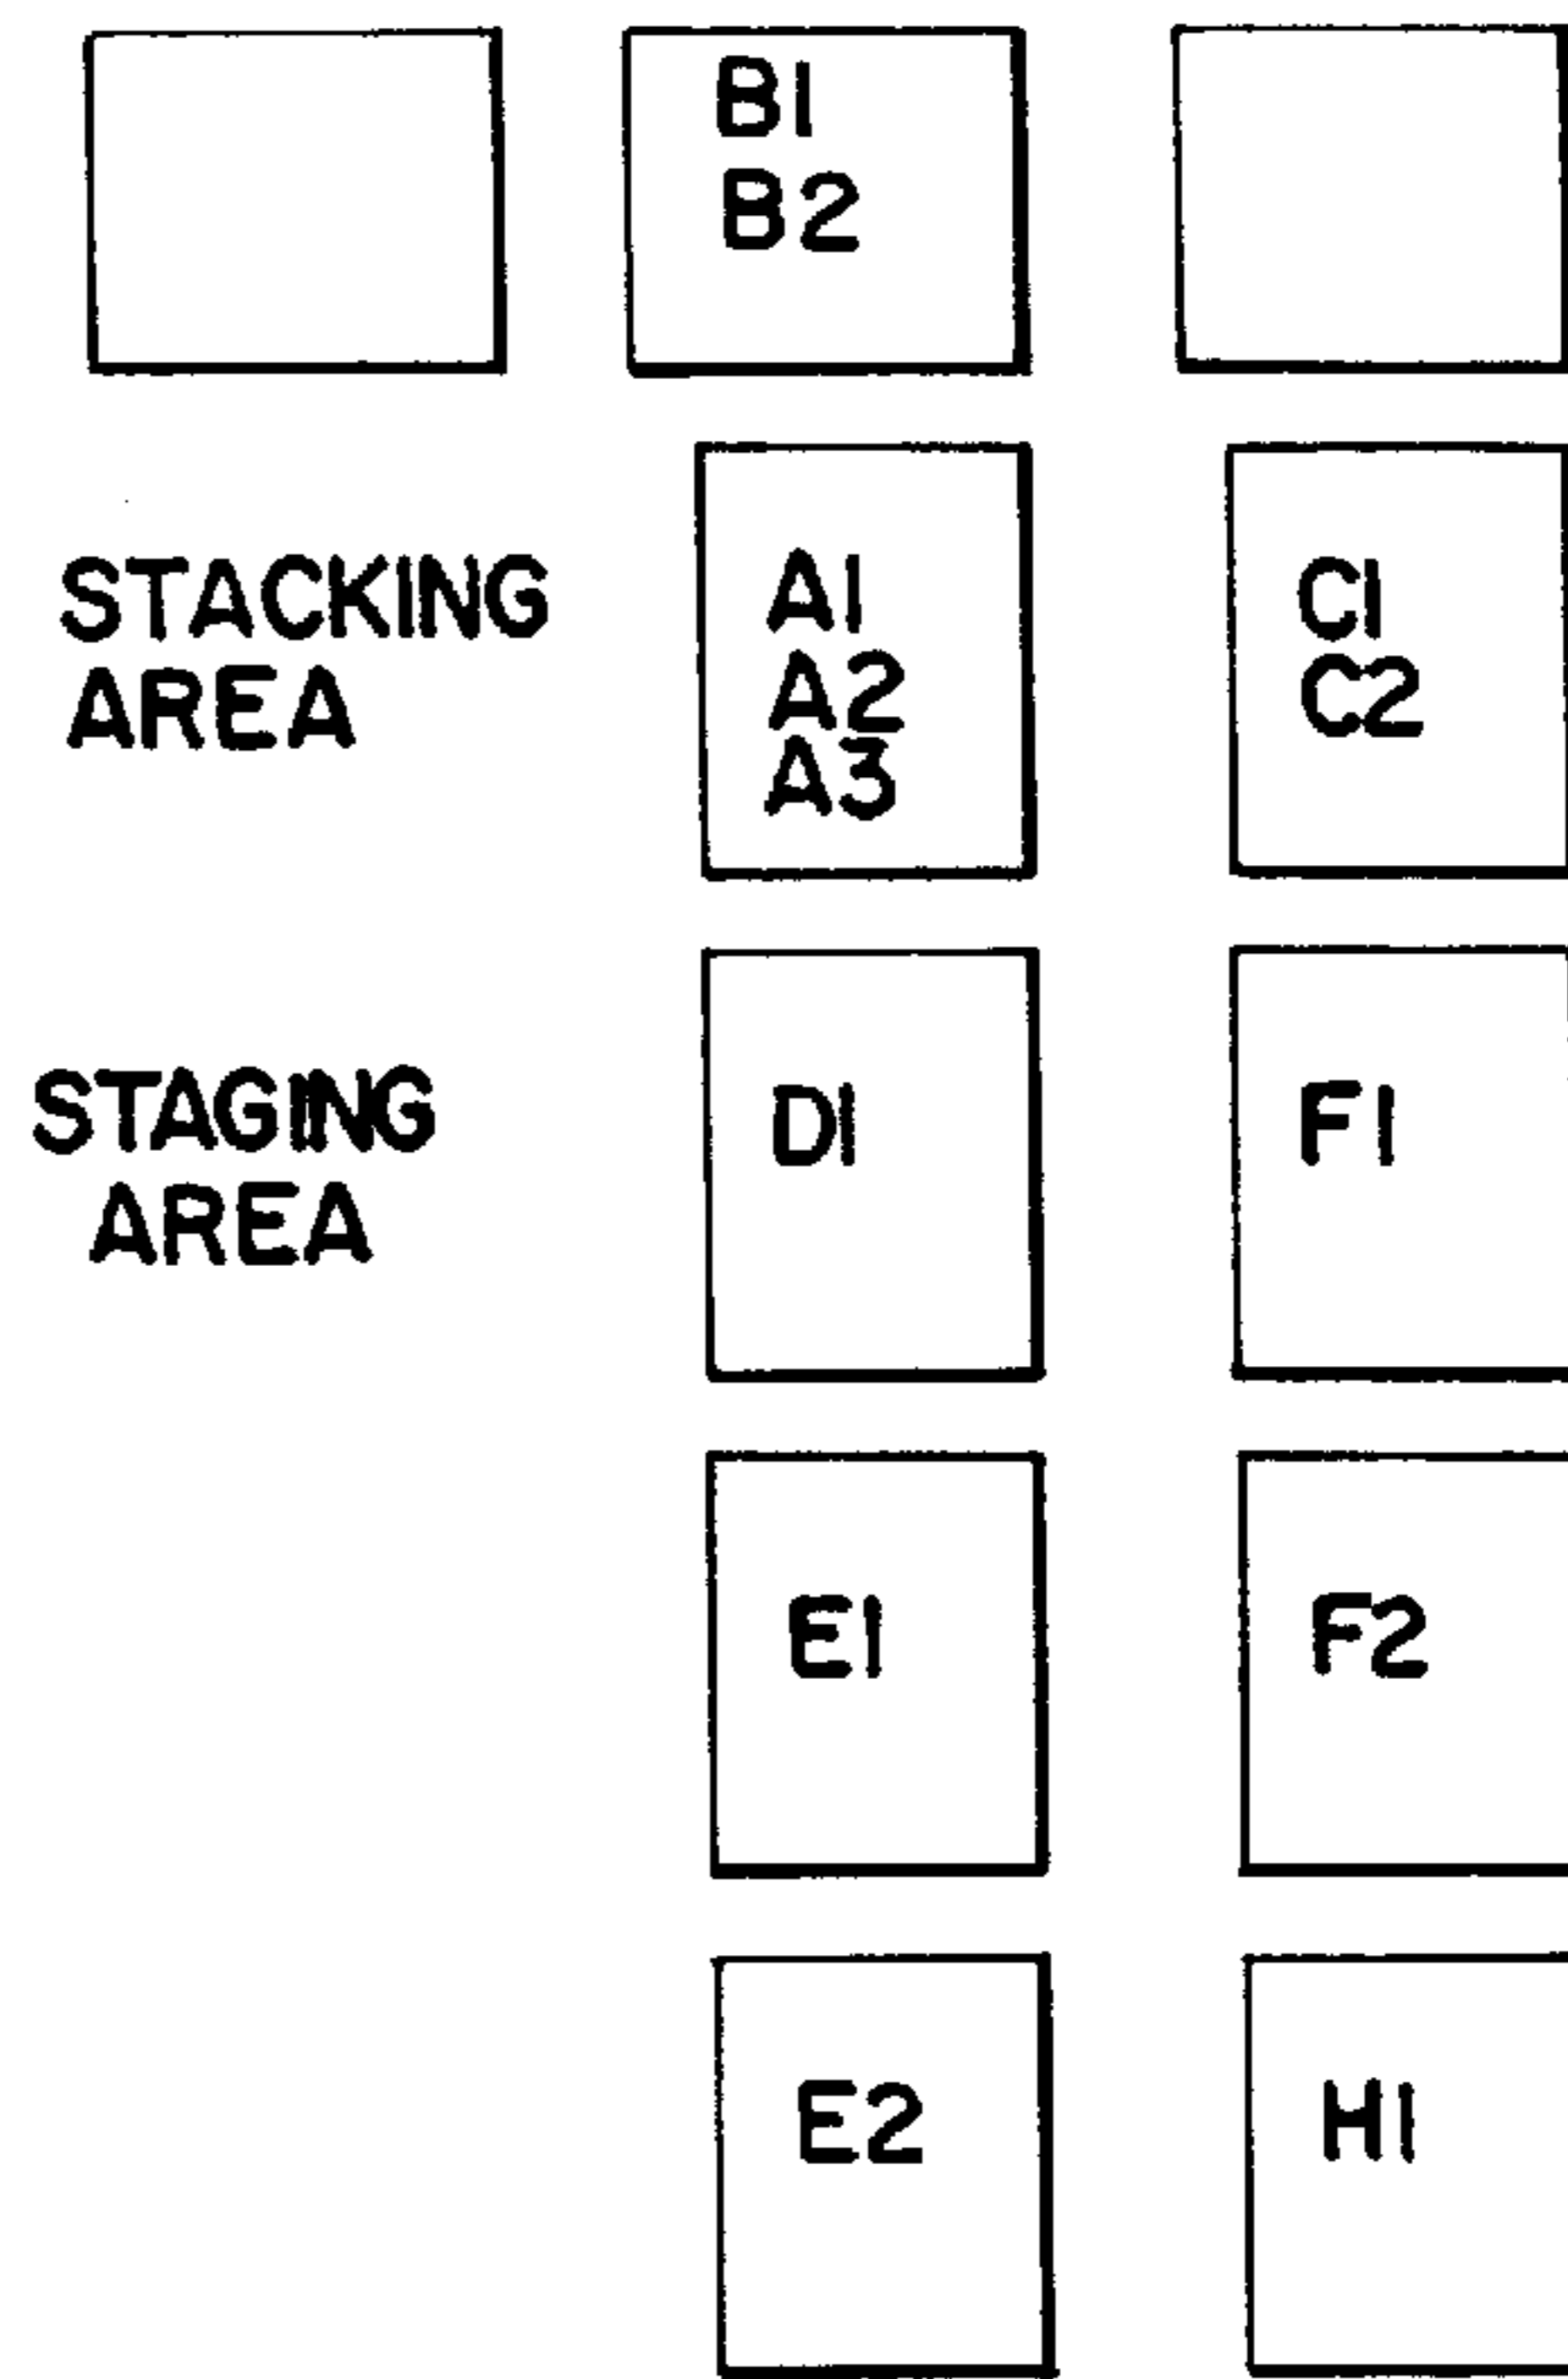 B1
B2
STACKING
AREA
A1
A2
A3
C1
C2
STAGING
AREA
D1
F1
E1
F2
E2
H1